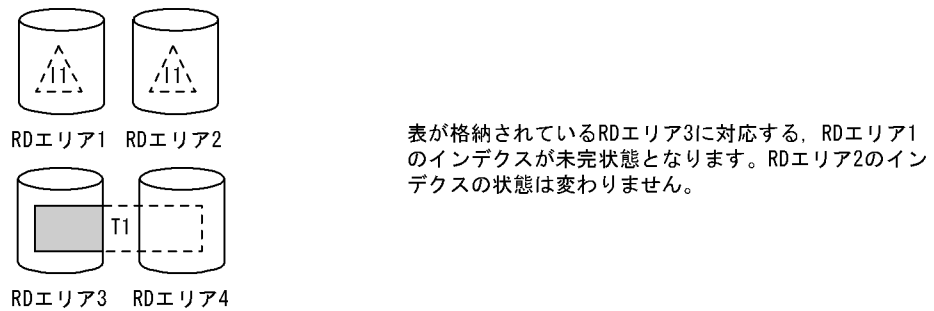 I1 I1
RDエリア1 RDエリア2
表が格納されているRDエリア3に対応する，RDエリア1
のインデクスが未完状態となります。RDエリア2のイン
デクスの状態は変わりません。
T1
RDエリア3 RDエリア4